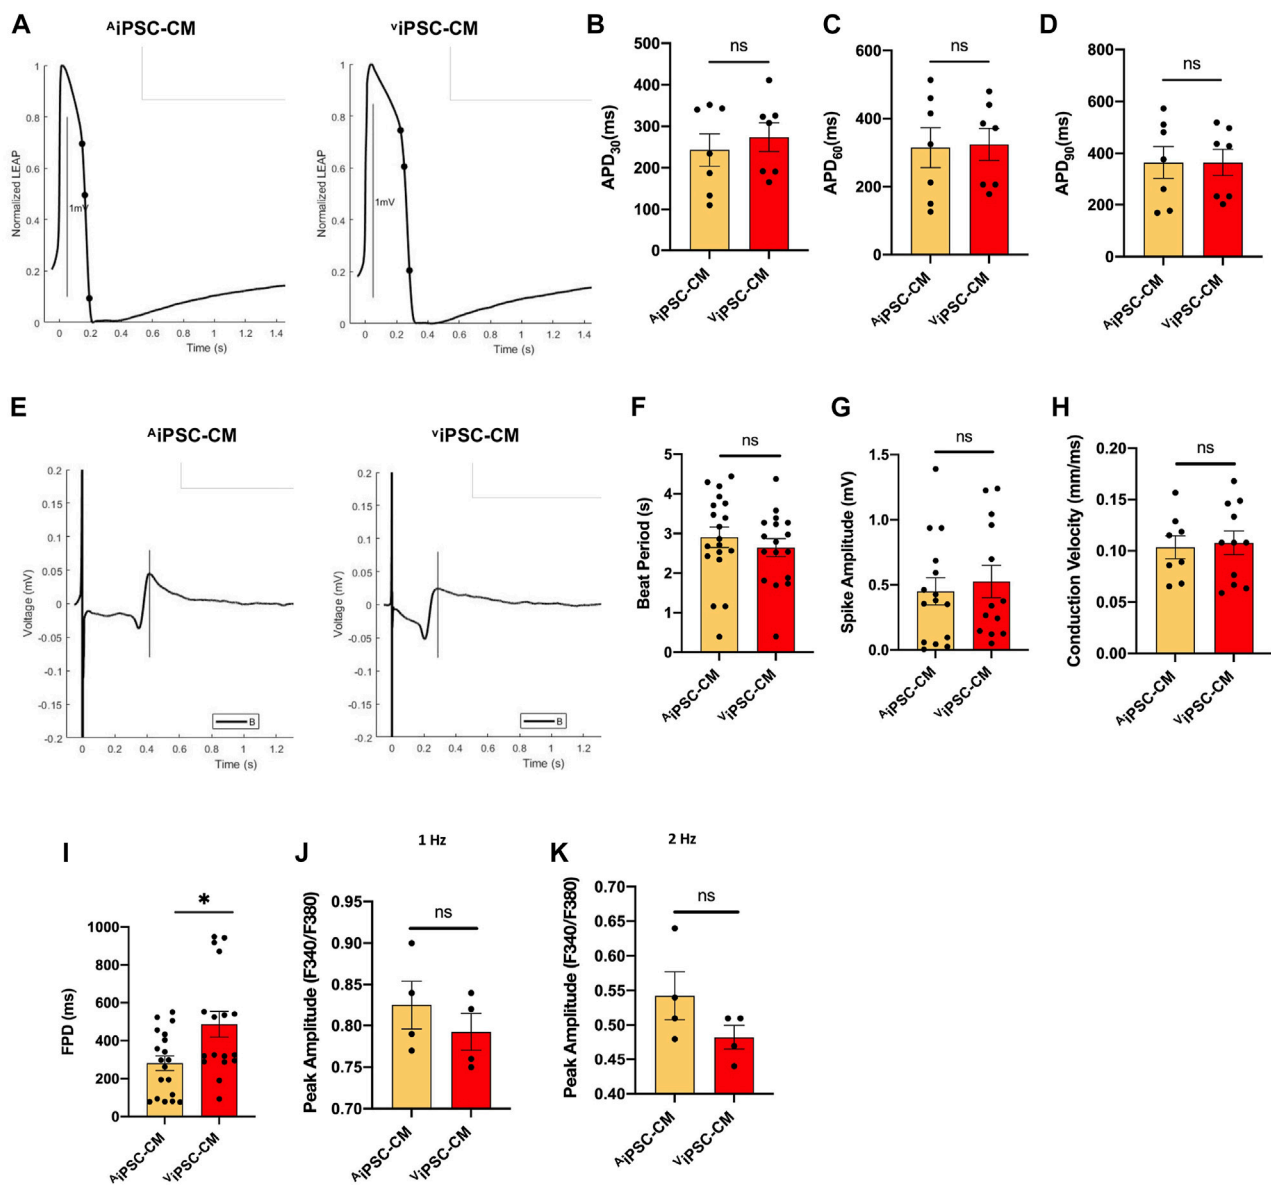 A
ᴬiPSC-CM
ⱽiPSC-CM
Normalized LEAP
1
0.8
0.6
0.4
0.2
0
1mV
0 0.2 0.4 0.6 0.8 1 1.2 1.4
Time (s)
Normalized LEAP
1
0.8
0.6
0.4
0.2
0
1mV
0 0.2 0.4 0.6 0.8 1 1.2 1.4
Time (s)
B
ns
APD₃₀(ms)
500
400
300
200
100
0
ᴬiPSC-CM
ⱽiPSC-CM
C
ns
APD₆₀(ms)
600
400
200
0
ᴬiPSC-CM
ⱽiPSC-CM
D
ns
APD₉₀(ms)
800
600
400
200
0
ᴬiPSC-CM
ⱽiPSC-CM
E
ᴬiPSC-CM
ⱽiPSC-CM
Voltage (mV)
0.2
0.15
0.1
0.05
0
-0.05
-0.1
-0.15
-0.2
B
0 0.2 0.4 0.6 0.8 1 1.2
Time (s)
Voltage (mV)
0.2
0.15
0.1
0.05
0
-0.05
-0.1
-0.15
-0.2
B
0 0.2 0.4 0.6 0.8 1 1.2
Time (s)
F
ns
Beat Period (s)
5
4
3
2
1
0
ᴬiPSC-CM
ⱽiPSC-CM
G
ns
Spike Amplitude (mV)
1.5
1.0
0.5
0.0
ᴬiPSC-CM
ⱽiPSC-CM
H
ns
Conduction Velocity (mm/ms)
0.20
0.15
0.10
0.05
0.00
ᴬiPSC-CM
ⱽiPSC-CM
I
*
FPD (ms)
1000
800
600
400
200
0
ᴬiPSC-CM
ⱽiPSC-CM
J
1 Hz
ns
Peak Amplitude (F340/F380)
0.95
0.90
0.85
0.80
0.75
0.70
ᴬiPSC-CM
ⱽiPSC-CM
K
2 Hz
ns
Peak Amplitude (F340/F380)
0.70
0.65
0.60
0.55
0.50
0.45
0.40
ᴬiPSC-CM
ⱽiPSC-CM